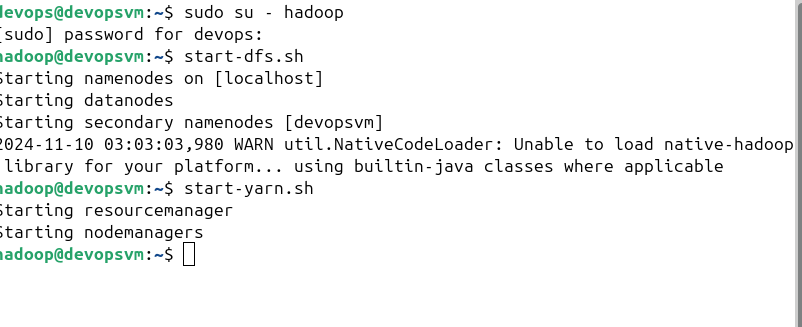 devops@devopsvm:~$ sudo su - hadoop
[sudo] password for devops:
hadoop@devopsvm:~$ start-dfs.sh
Starting namenodes on [localhost]
Starting datanodes
Starting secondary namenodes [devopsvm]
2024-11-10 03:03:03,980 WARN util.NativeCodeLoader: Unable to load native-hadoop
library for your platform... using builtin-java classes where applicable
hadoop@devopsvm:~$ start-yarn.sh
Starting resourcemanager
Starting nodemanagers
hadoop@devopsvm:~$